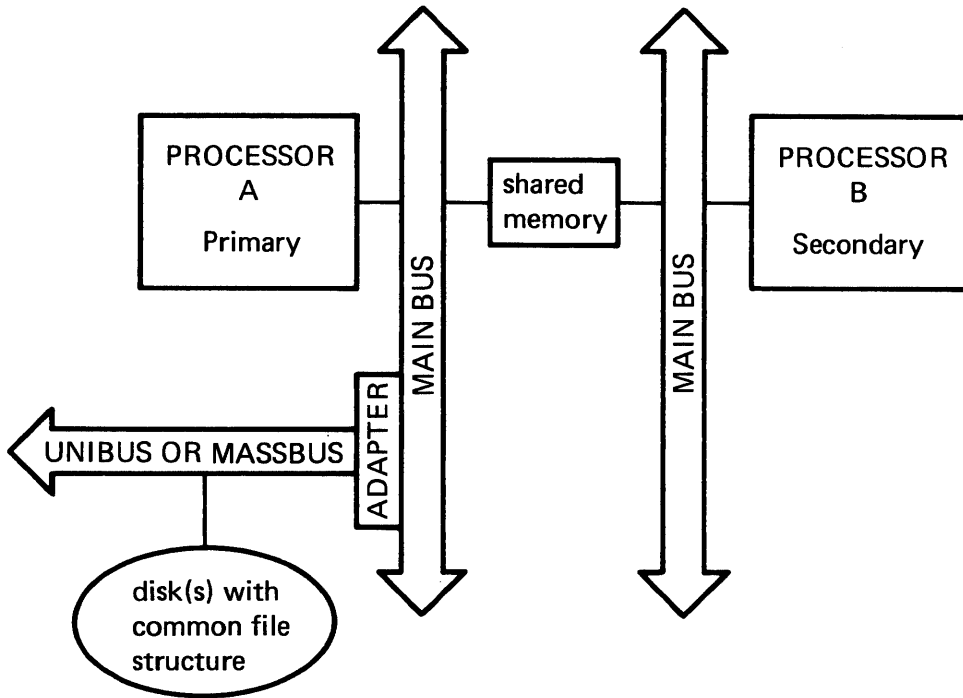 PROCESSOR
A
Primary
MAIN BUS
shared
memory
MAIN BUS
PROCESSOR
B
Secondary
ADAPTER
UNIBUS OR MASSBUS
disk(s) with
common file
structure